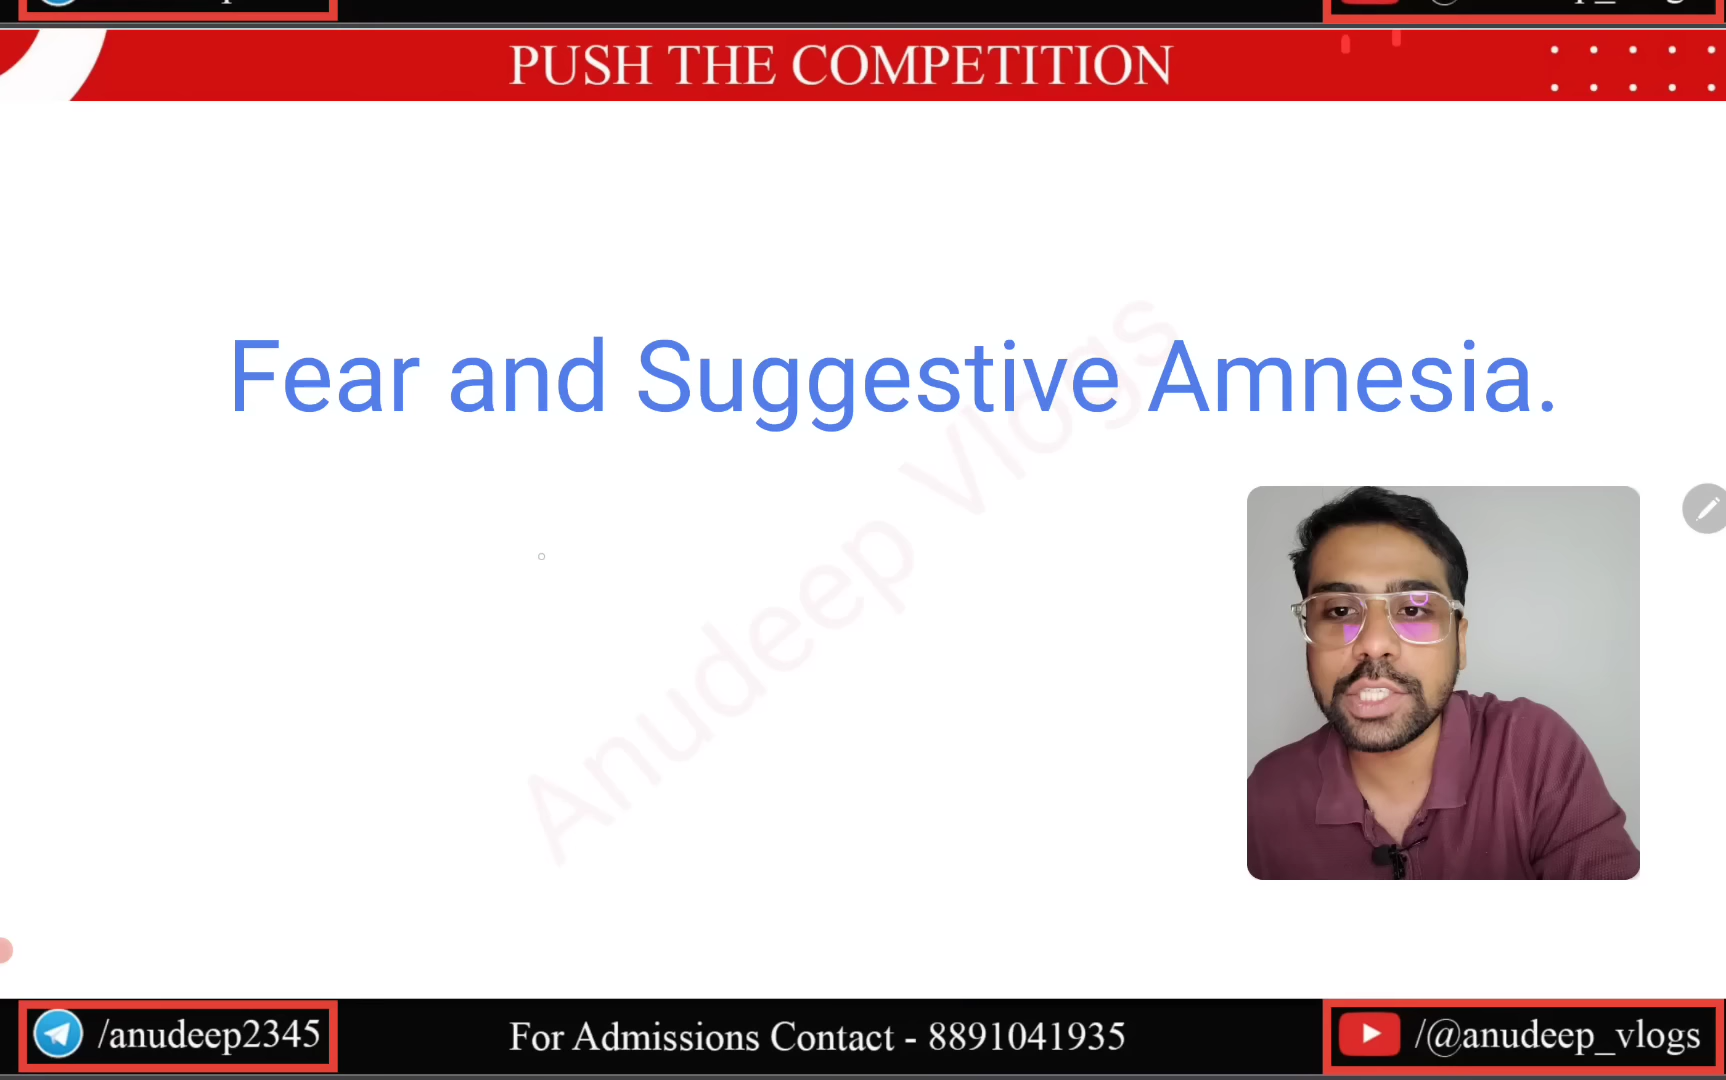 PUSH THE COMPETITION
Fear and Suggestive Amnesia.
Anudeep Vlogs
/anudeep2345
For Admissions Contact - 8891041935
/@anudeep_vlogs